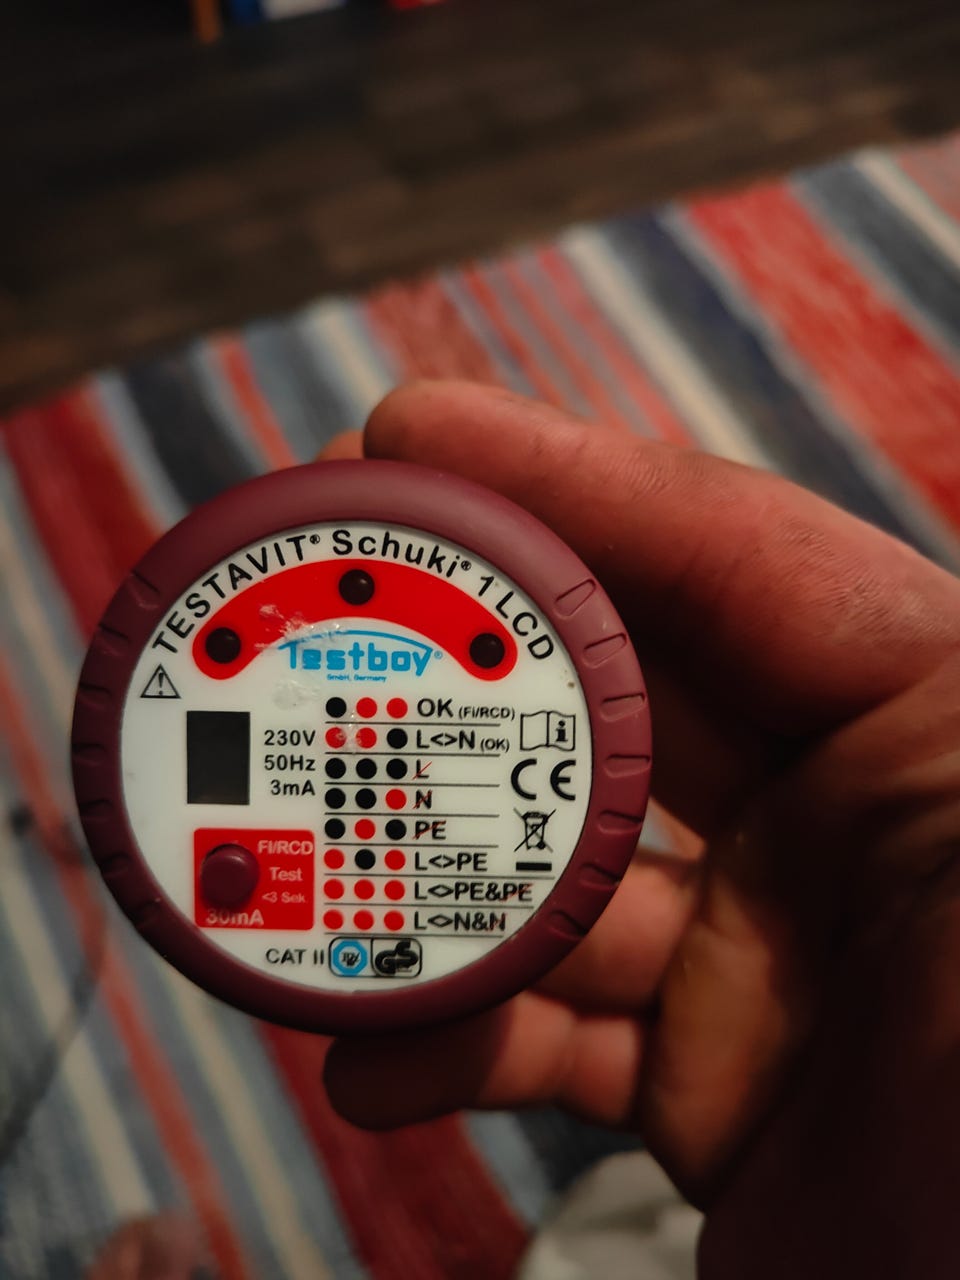 TESTAVIT® Schuki® 1 LCD
Testboy®
GmbH, Germany
OK (FI/RCD)
230V
50Hz
3mA
L<>N (OK)
L
N
PE
L<>PE
L<>PE&PE
L<>N&N
i
CE
FI/RCD
Test
<3 Sek
30mA
CAT II
GS